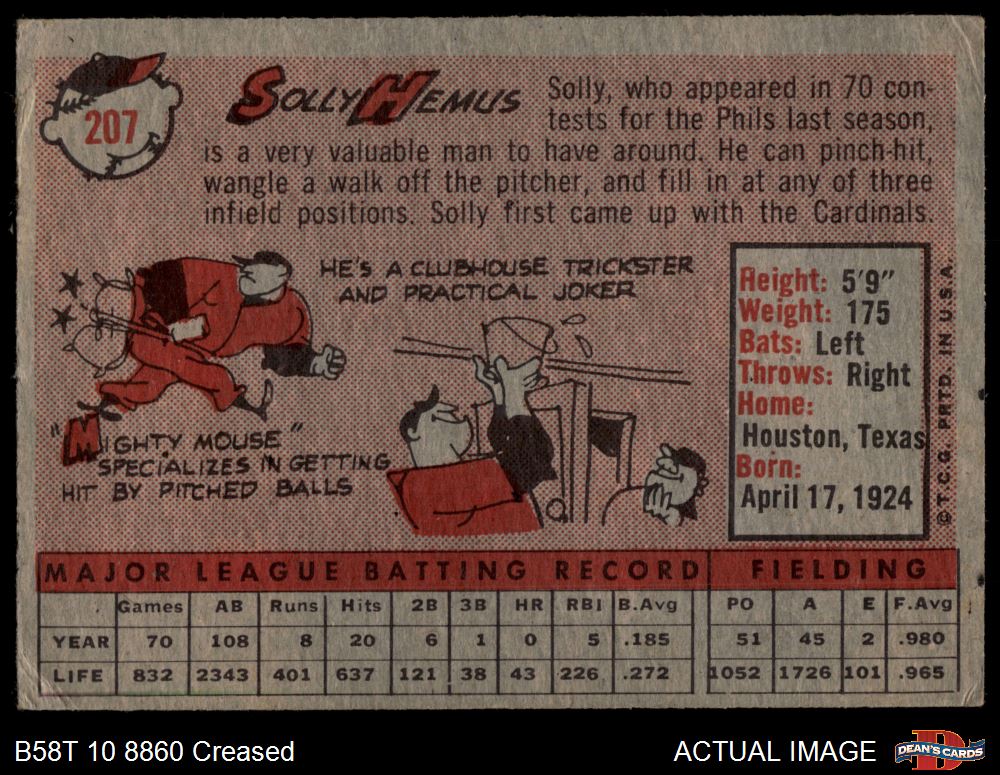 207
SOLLY HEMUS
Solly, who appeared in 70 con-
tests for the Phils last season,
is a very valuable man to have around. He can pinch-hit,
wangle a walk off the pitcher, and fill in at any of three
infield positions. Solly first came up with the Cardinals.
HE'S A CLUBHOUSE TRICKSTER
AND PRACTICAL JOKER
"MIGHTY MOUSE"
SPECIALIZES IN GETTING
HIT BY PITCHED BALLS
Height: 5'9"
Weight: 175
Bats: Left
Throws: Right
Home:
Houston, Texas
Born:
April 17, 1924
© T.C.G. PRTD. IN U.S.A.
MAJOR LEAGUE BATTING RECORD FIELDING
Games AB Runs Hits 2B 3B HR RBI B.Avg PO A E F.Avg
YEAR 70 108 8 20 6 1 0 5 .185 51 45 2 .980
LIFE 832 2343 401 637 121 38 43 226 .272 1052 1726 101 .965
B58T 10 8860 Creased ACTUAL IMAGE DEAN'S CARDS